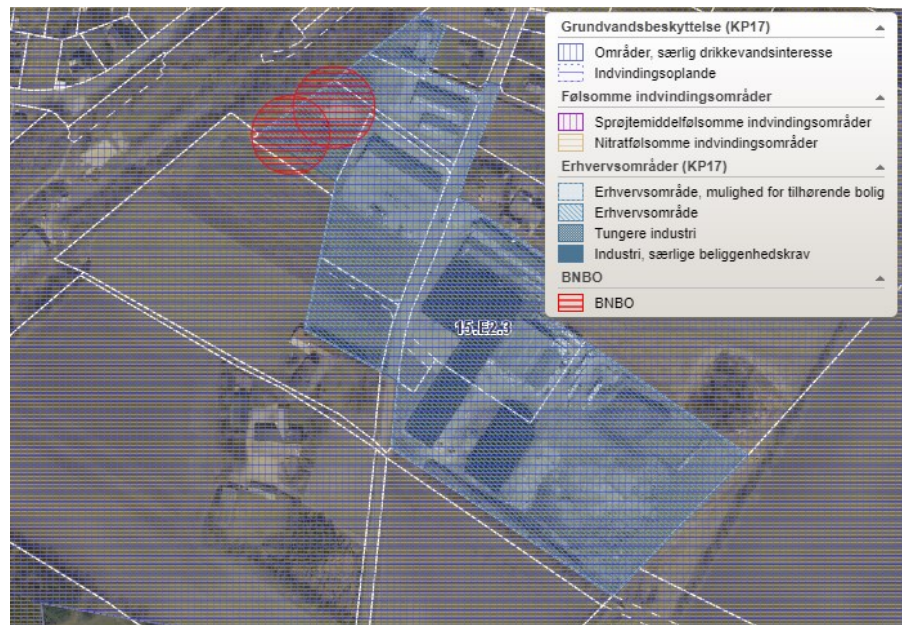 Grundvandsbeskyttelse (KP17)
Områder, særlig drikkevandsinteresse
Indvindingsoplande
Følsomme indvindingsområder
Sprøjtemiddelfølsomme indvindingsområder
Nitratfølsomme indvindingsområder
Erhvervsområder (KP17)
Erhvervsområde, mulighed for tilhørende bolig
Erhvervsområde
Tungere industri
Industri, særlige beliggenhedskrav
BNBO
BNBO
15.E2.3